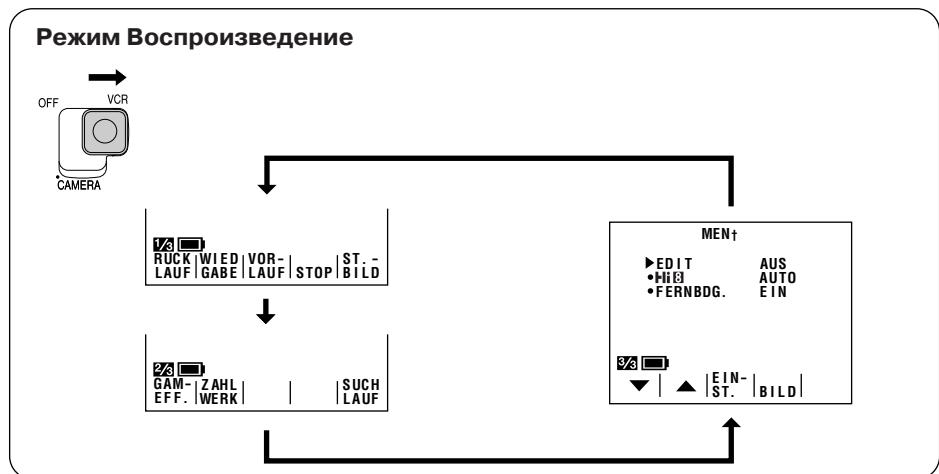 Режим Воспроизведение
OFF VCR
CAMERA
1/3
RUCK WIED VOR- ST.-
LAUF GABE LAUF STOP BILD
2/3
GAM- ZAHL SUCH
EFF. WERK LAUF
MEN†
▶EDIT AUS
•Hi8 AUTO
•FERNBDG. EIN
3/3
▼ ▲ EIN- BILD
ST.